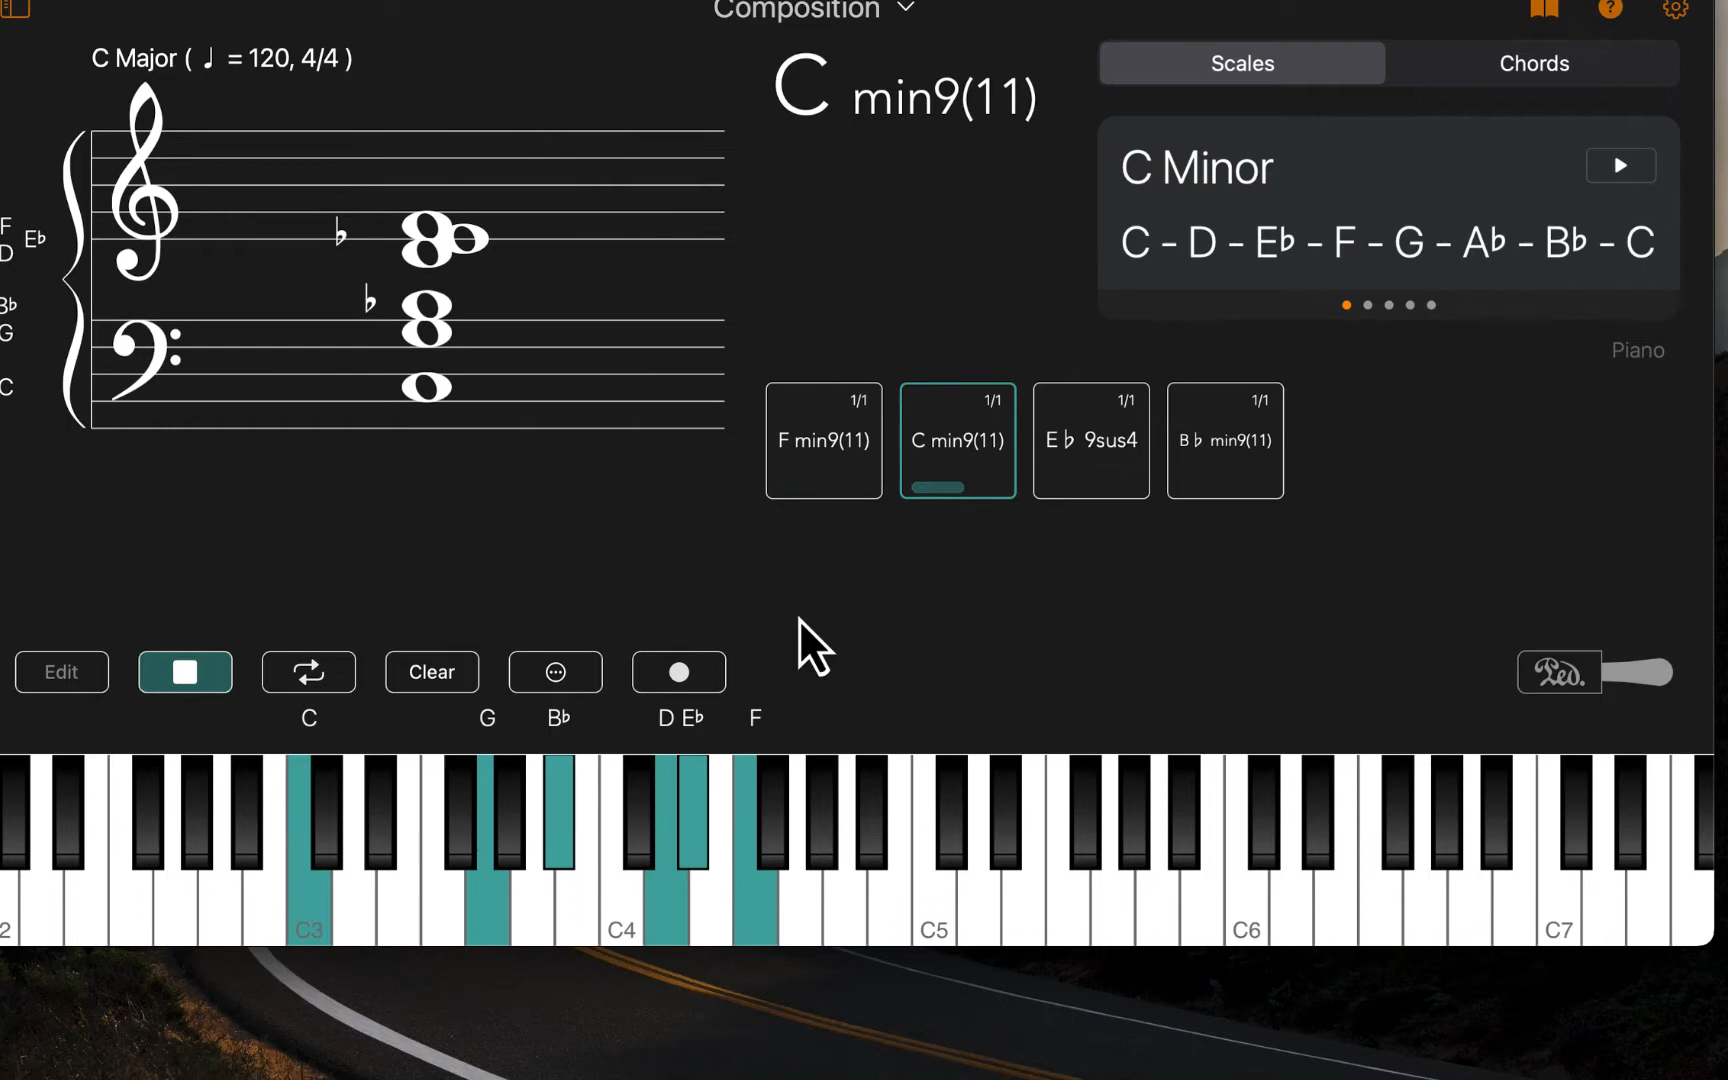 Composition
C Major ( ♩ = 120, 4/4 )
C min9(11)
Scales
Chords
C Minor
C - D - E♭ - F - G - A♭ - B♭ - C
F
E♭
D
B♭
G
C
Piano
1/1
F min9(11)
1/1
C min9(11)
1/1
E♭ 9sus4
1/1
B♭ min9(11)
Edit
Clear
Ped.
C G B♭ D E♭ F
2 C3 C4 C5 C6 C7